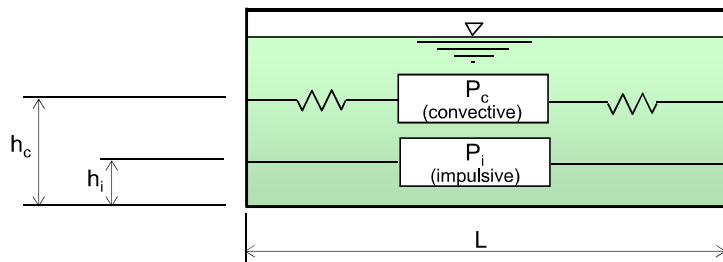 P_c
(convective)
P_i
(impulsive)
h_c
h_i
L